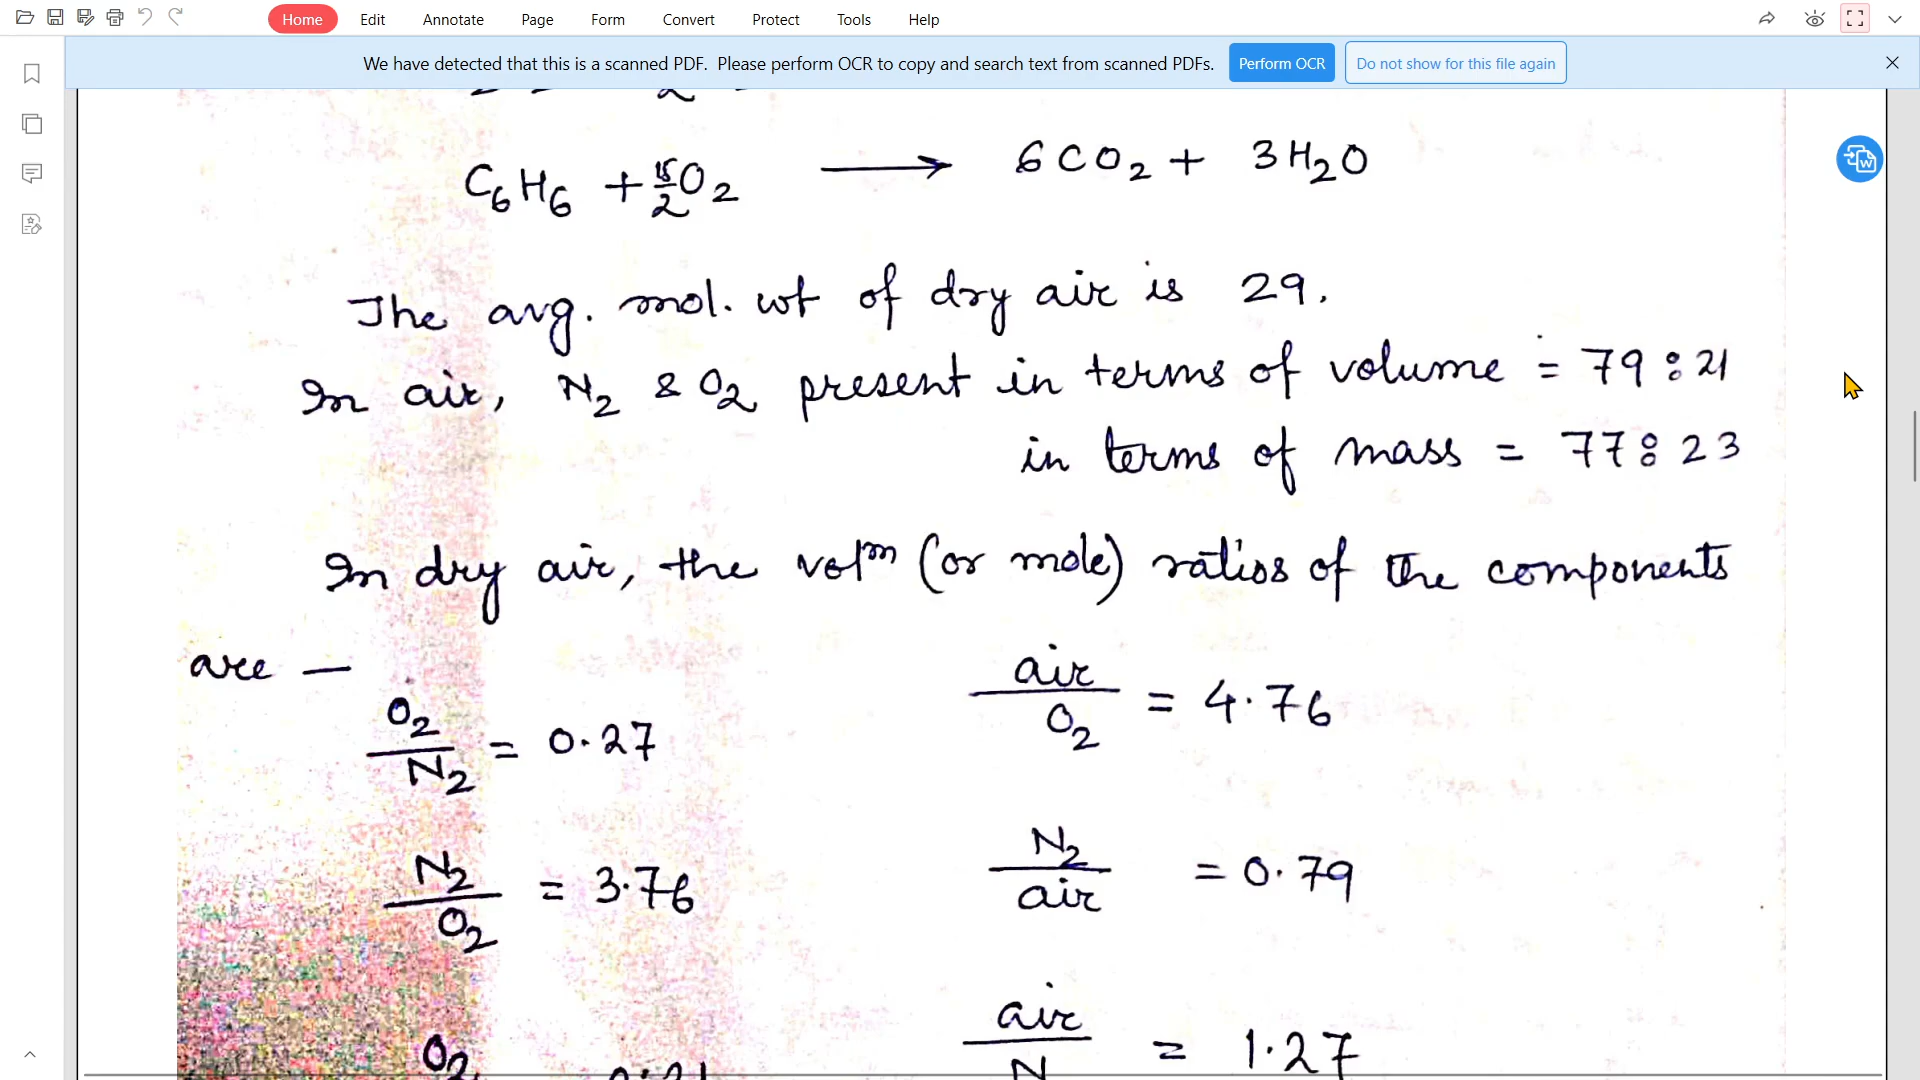 Home Edit Annotate Page Form Convert Protect Tools Help
We have detected that this is a scanned PDF. Please perform OCR to copy and search text from scanned PDFs. Perform OCR Do not show for this file again
C6H6 + 15/2 O2 ⟶ 6CO2 + 3H2O
The avg. mol. wt of dry air is 29.
In air, N2 & O2 present in terms of volume = 79 : 21
in terms of mass = 77 : 23
In dry air, the volm (or mole) ratios of the components
are —
O2/N2 = 0.27 air/O2 = 4.76
N2/O2 = 3.76 N2/air = 0.79
O2 air/N = 1.27